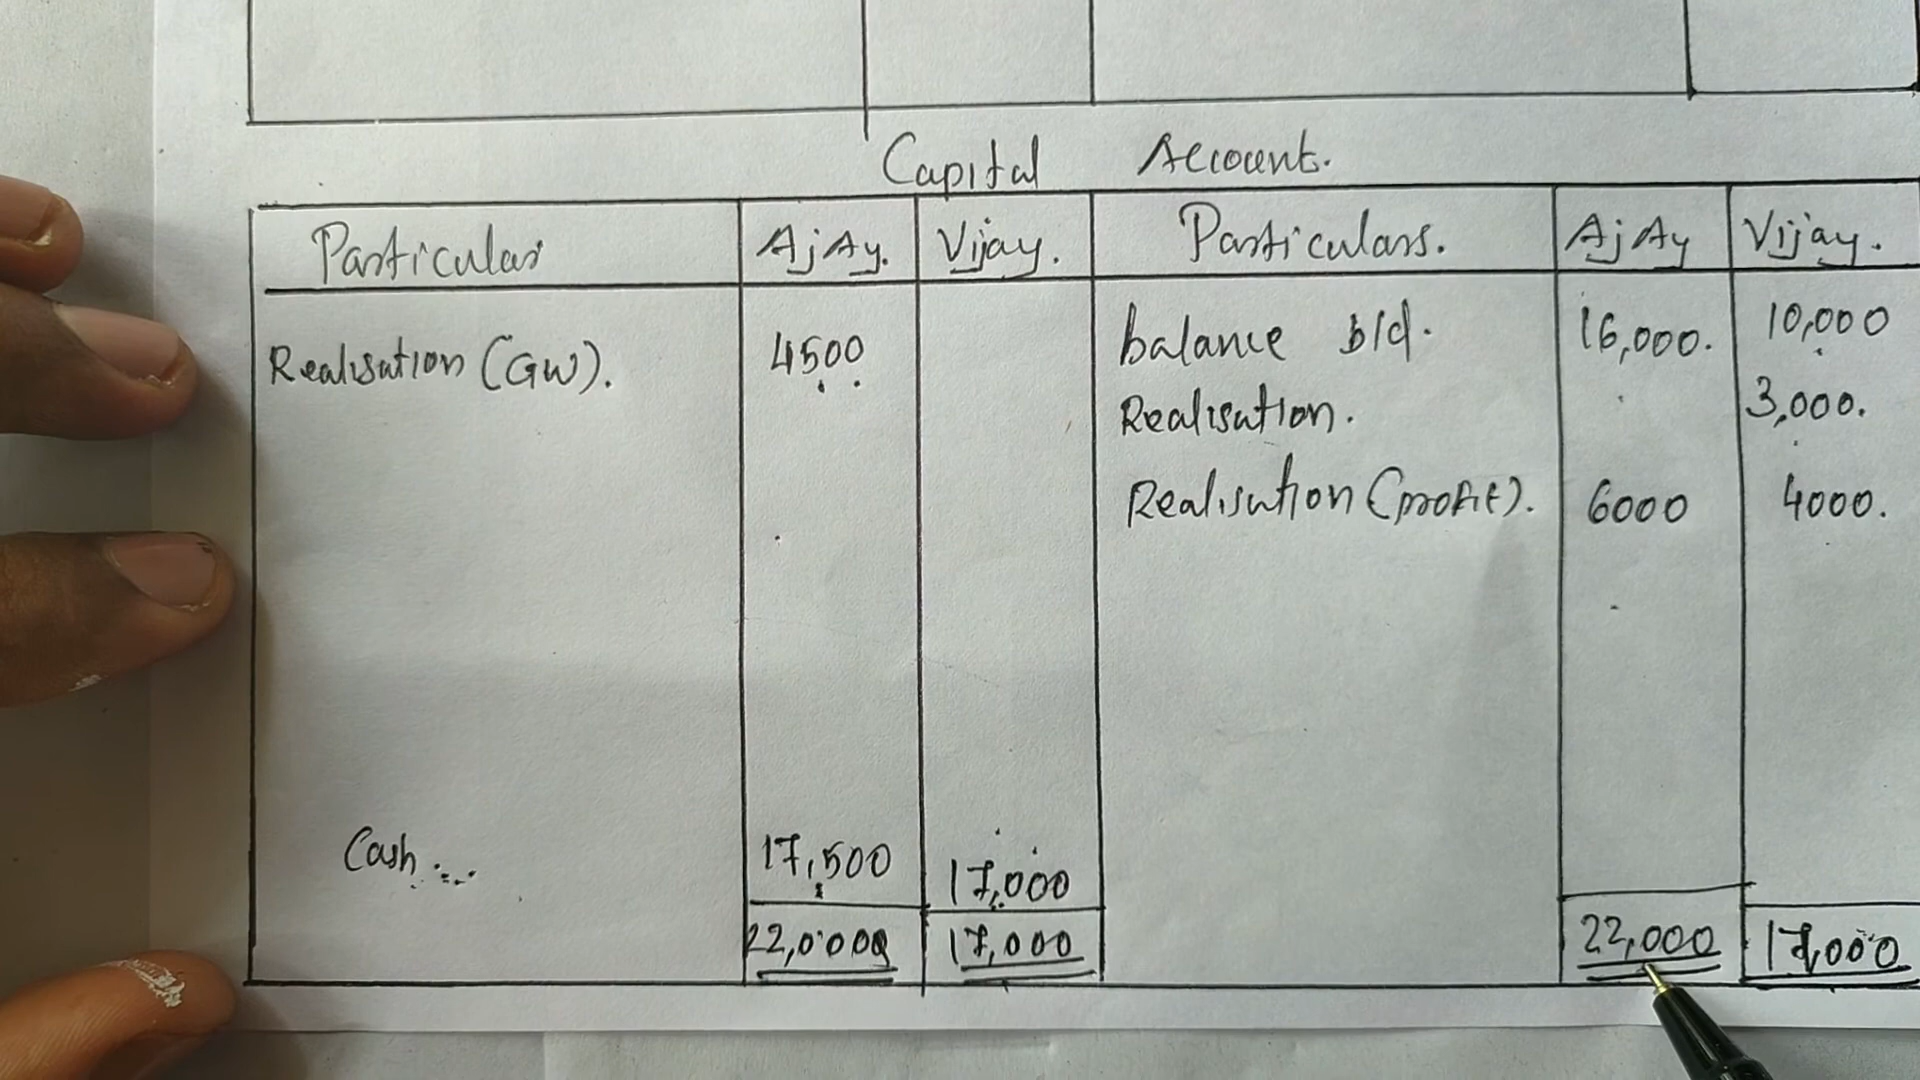 Capital Account.
Particular AjAy. Vijay. Particulars. AjAy Vijay.
Realisation (GW). 4500 balance b/d. 16,000. 10,000
Realisation. 3,000.
Realisation (profit). 6000 4000.
Cash... 17,500 17,000
22,000 17,000 22,000 17,000